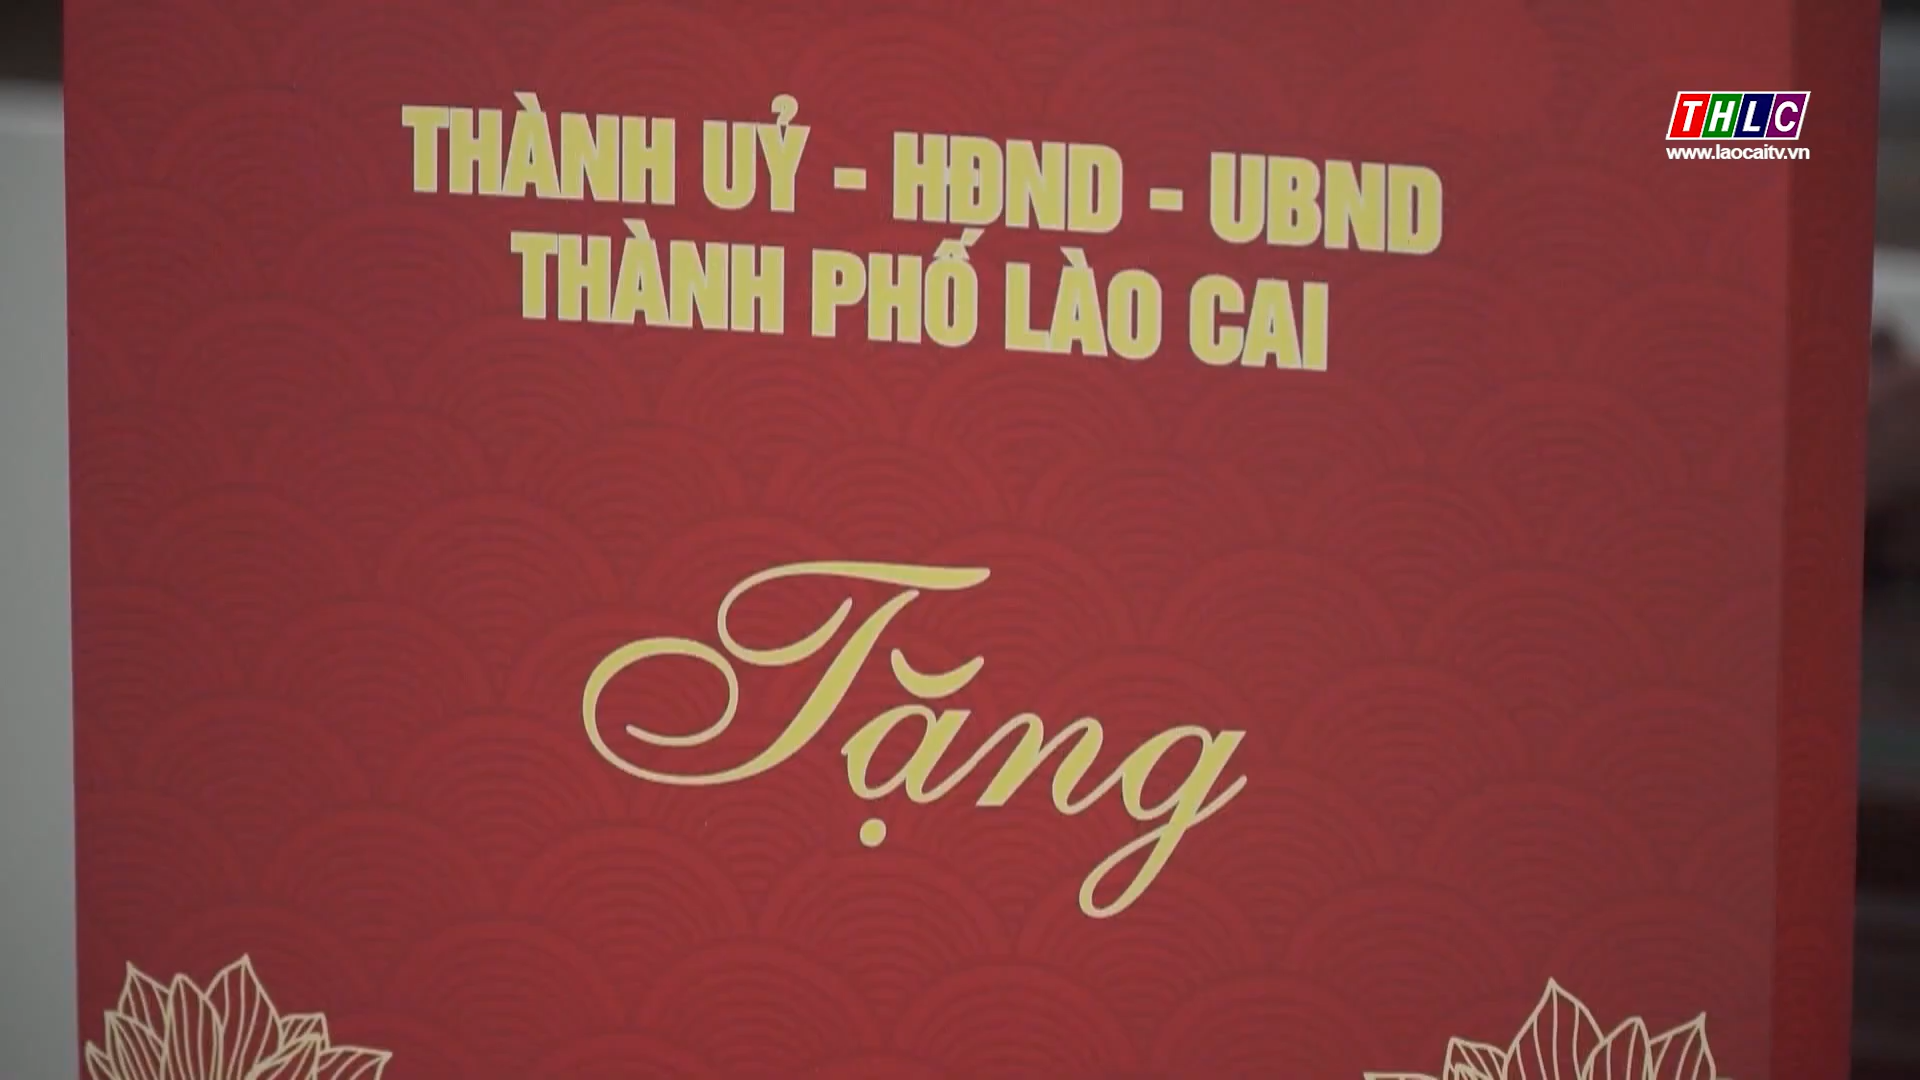 THLC
www.laocaitv.vn
THÀNH UỶ - HĐND - UBND
THÀNH PHỐ LÀO CAI
Tặng